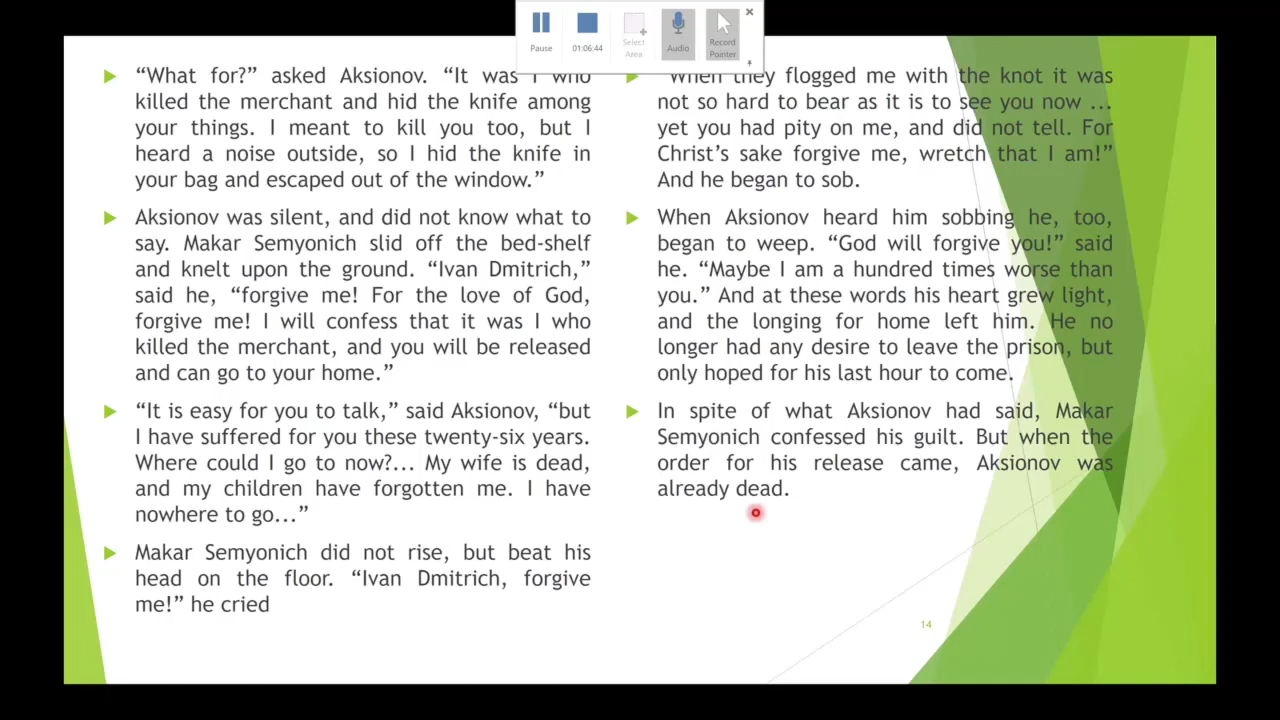 Pause
01:06:44
Select
Area
Audio
Record
Pointer
“What for?” asked Aksionov. “It was I who
killed the merchant and hid the knife among
your things. I meant to kill you too, but I
heard a noise outside, so I hid the knife in
your bag and escaped out of the window.”
Aksionov was silent, and did not know what to
say. Makar Semyonich slid off the bed-shelf
and knelt upon the ground. “Ivan Dmitrich,”
said he, “forgive me! For the love of God,
forgive me! I will confess that it was I who
killed the merchant, and you will be released
and can go to your home.”
“It is easy for you to talk,” said Aksionov, “but
I have suffered for you these twenty-six years.
Where could I go to now?... My wife is dead,
and my children have forgotten me. I have
nowhere to go...”
Makar Semyonich did not rise, but beat his
head on the floor. “Ivan Dmitrich, forgive
me!” he cried
“When they flogged me with the knot it was
not so hard to bear as it is to see you now ...
yet you had pity on me, and did not tell. For
Christ’s sake forgive me, wretch that I am!”
And he began to sob.
When Aksionov heard him sobbing he, too,
began to weep. “God will forgive you!” said
he. “Maybe I am a hundred times worse than
you.” And at these words his heart grew light,
and the longing for home left him. He no
longer had any desire to leave the prison, but
only hoped for his last hour to come.
In spite of what Aksionov had said, Makar
Semyonich confessed his guilt. But when the
order for his release came, Aksionov was
already dead.
14